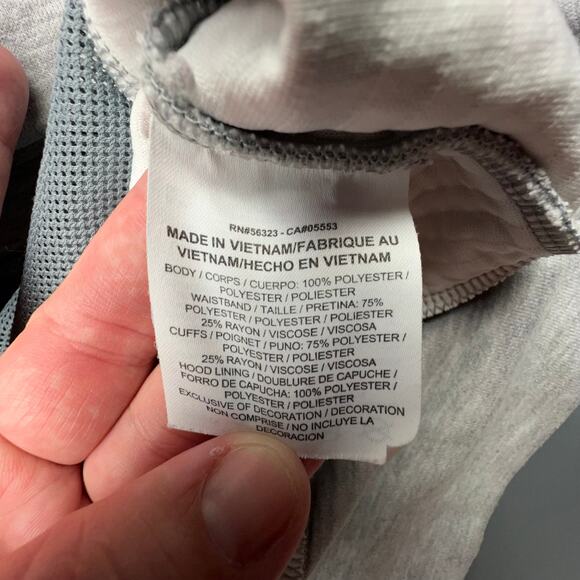 RN#56323 - CA#05553
MADE IN VIETNAM/FABRIQUE AU
VIETNAM/HECHO EN VIETNAM
BODY / CORPS / CUERPO: 100% POLYESTER /
POLYESTER / POLIESTER
WAISTBAND / TAILLE / PRETINA: 75%
POLYESTER / POLYESTER / POLIESTER
25% RAYON / VISCOSE / VISCOSA
CUFFS / POIGNET / PUNO: 75% POLYESTER /
POLYESTER / POLIESTER
25% RAYON / VISCOSE / VISCOSA
HOOD LINING / DOUBLURE DE CAPUCHE /
FORRO DE CAPUCHA: 100% POLYESTER /
POLYESTER / POLIESTER
EXCLUSIVE OF DECORATION / DECORATION
NON COMPRISE / NO INCLUYE LA
DECORACION